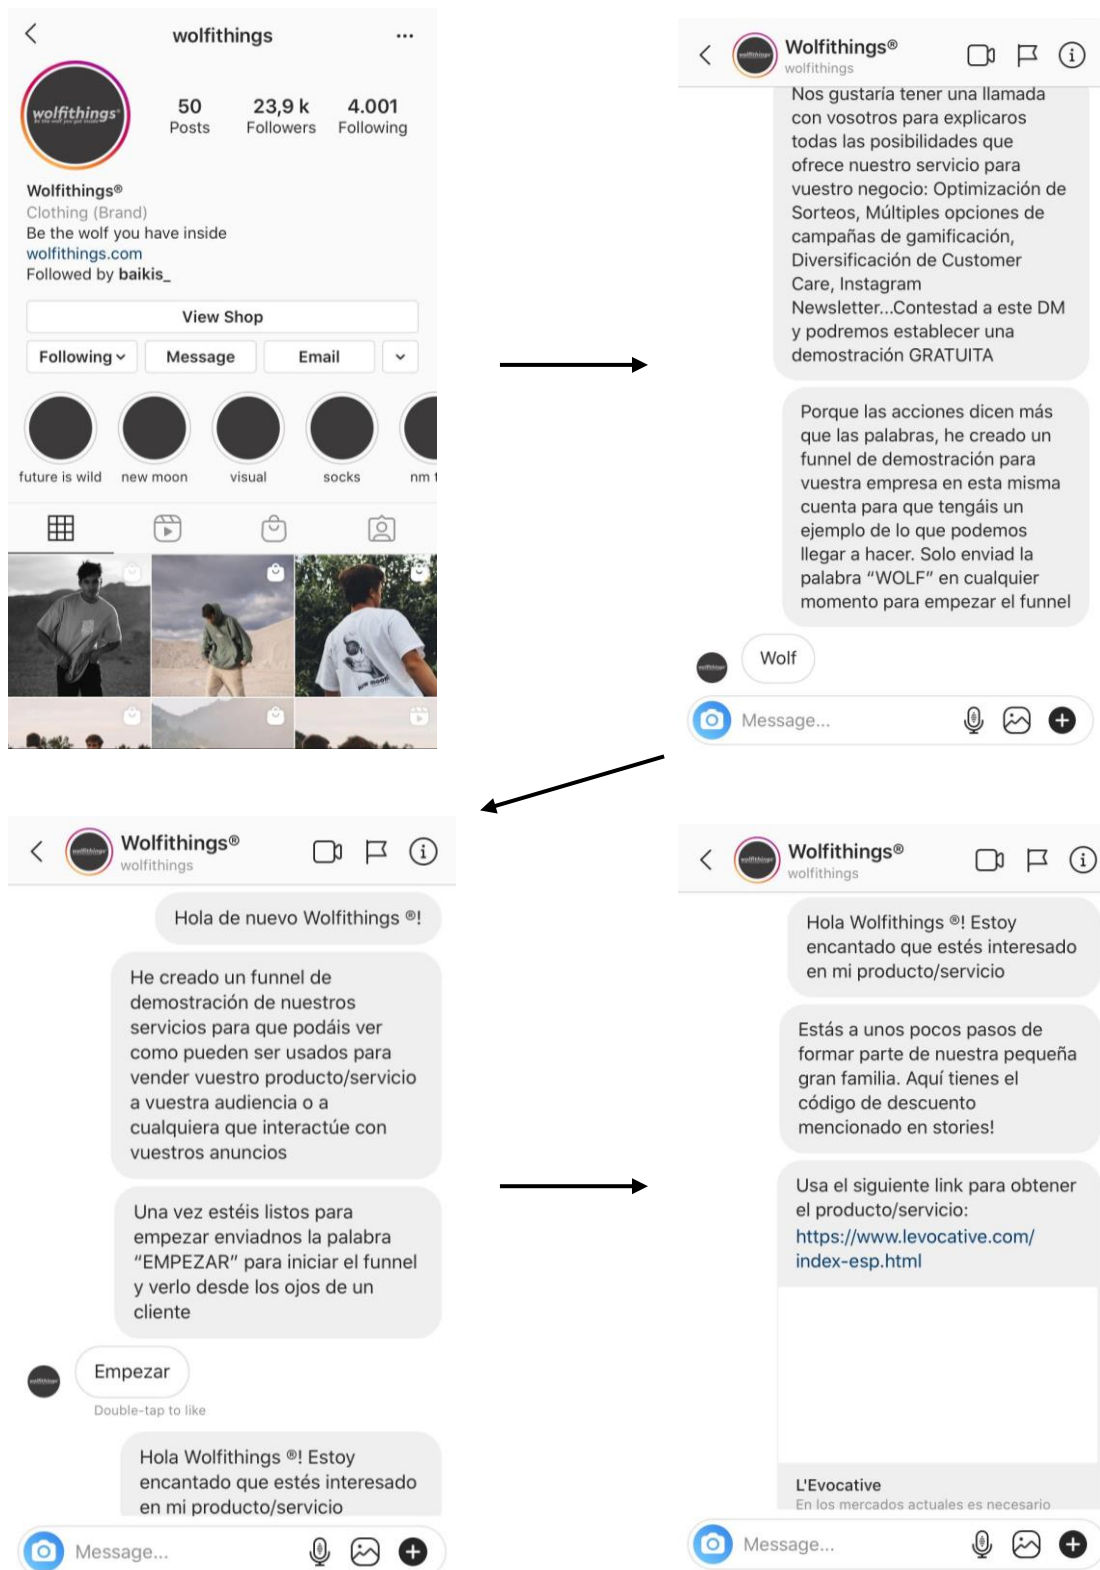 wolfithings
wolfithings®
50
Posts
23,9 k
Followers
4.001
Following
Wolfithings®
Clothing (Brand)
Be the wolf you have inside
wolfithings.com
Followed by baikis_
View Shop
Following
Message
Email
future is wild
new moon
visual
socks
nm t
Wolfithings®
wolfithings
Nos gustaría tener una llamada
con vosotros para explicaros
todas las posibilidades que
ofrece nuestro servicio para
vuestro negocio: Optimización de
Sorteos, Múltiples opciones de
campañas de gamificación,
Diversificación de Customer
Care, Instagram
Newsletter...Contestad a este DM
y podremos establecer una
demostración GRATUITA
Porque las acciones dicen más
que las palabras, he creado un
funnel de demostración para
vuestra empresa en esta misma
cuenta para que tengáis un
ejemplo de lo que podemos
llegar a hacer. Solo enviad la
palabra “WOLF” en cualquier
momento para empezar el funnel
Wolf
Message...
Wolfithings®
wolfithings
Hola de nuevo Wolfithings ®!
He creado un funnel de
demostración de nuestros
servicios para que podáis ver
como pueden ser usados para
vender vuestro producto/servicio
a vuestra audiencia o a
cualquiera que interactúe con
vuestros anuncios
Una vez estéis listos para
empezar enviadnos la palabra
“EMPEZAR” para iniciar el funnel
y verlo desde los ojos de un
cliente
Empezar
Double-tap to like
Hola Wolfithings ®! Estoy
encantado que estés interesado
en mi producto/servicio
Message...
Wolfithings®
wolfithings
Hola Wolfithings ®! Estoy
encantado que estés interesado
en mi producto/servicio
Estás a unos pocos pasos de
formar parte de nuestra pequeña
gran familia. Aquí tienes el
código de descuento
mencionado en stories!
Usa el siguiente link para obtener
el producto/servicio:
https://www.levocative.com/
index-esp.html
L'Evocative
En los mercados actuales es necesario
Message...